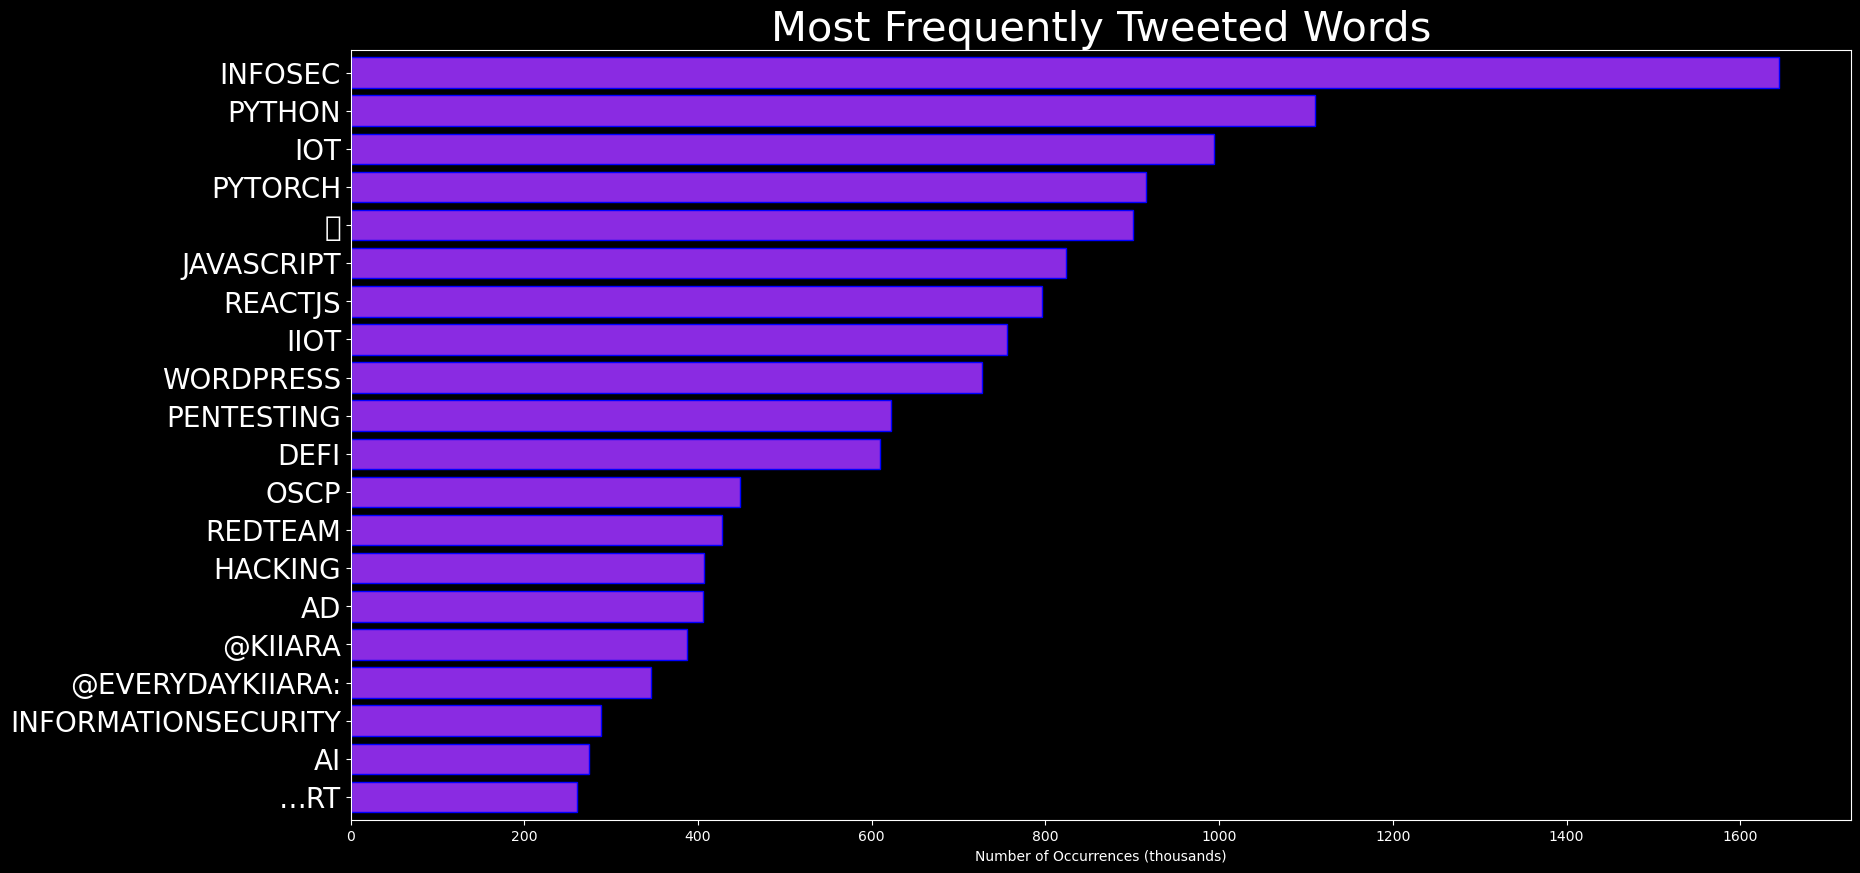 Most Frequently Tweeted Words
INFOSEC
PYTHON
IOT
PYTORCH
JAVASCRIPT
REACTJS
IIOT
WORDPRESS
PENTESTING
DEFI
OSCP
REDTEAM
HACKING
AD
@KIIARA
@EVERYDAYKIIARA:
INFORMATIONSECURITY
AI
…RT
0 200 400 600 800 1000 1200 1400 1600
Number of Occurrences (thousands)